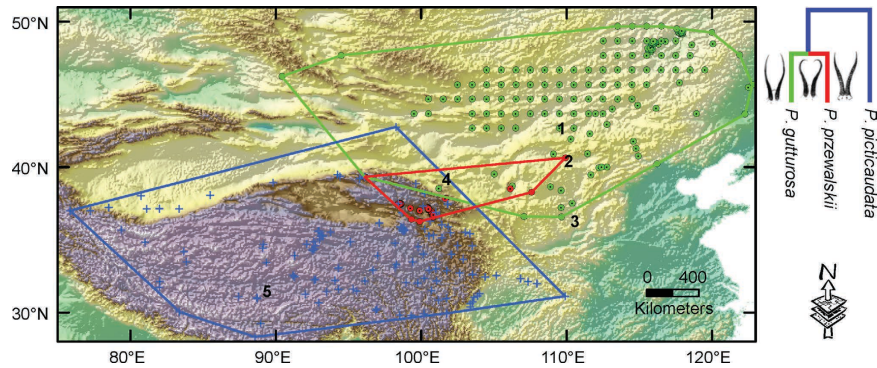 50°N
40°N
30°N
80°E
90°E
100°E
110°E
120°E
1
2
3
4
5
0 400
Kilometers
P. gutturosa
P. przewalskii
P. picticaudata
N